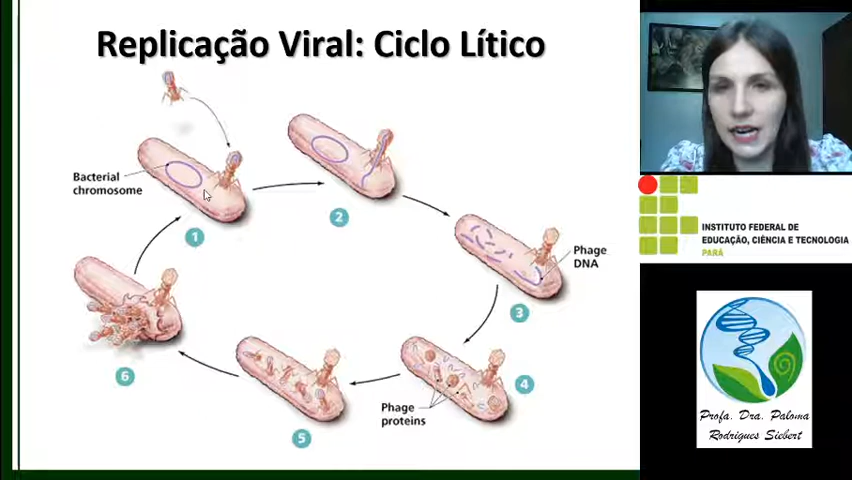 Replicação Viral: Ciclo Lítico
Bacterial
chromosome
1
2
Phage
DNA
3
4
Phage
proteins
5
6
INSTITUTO FEDERAL DE
EDUCAÇÃO, CIÊNCIA E TECNOLOGIA
PARÁ
Profa. Dra. Paloma
Rodrigues Siebert